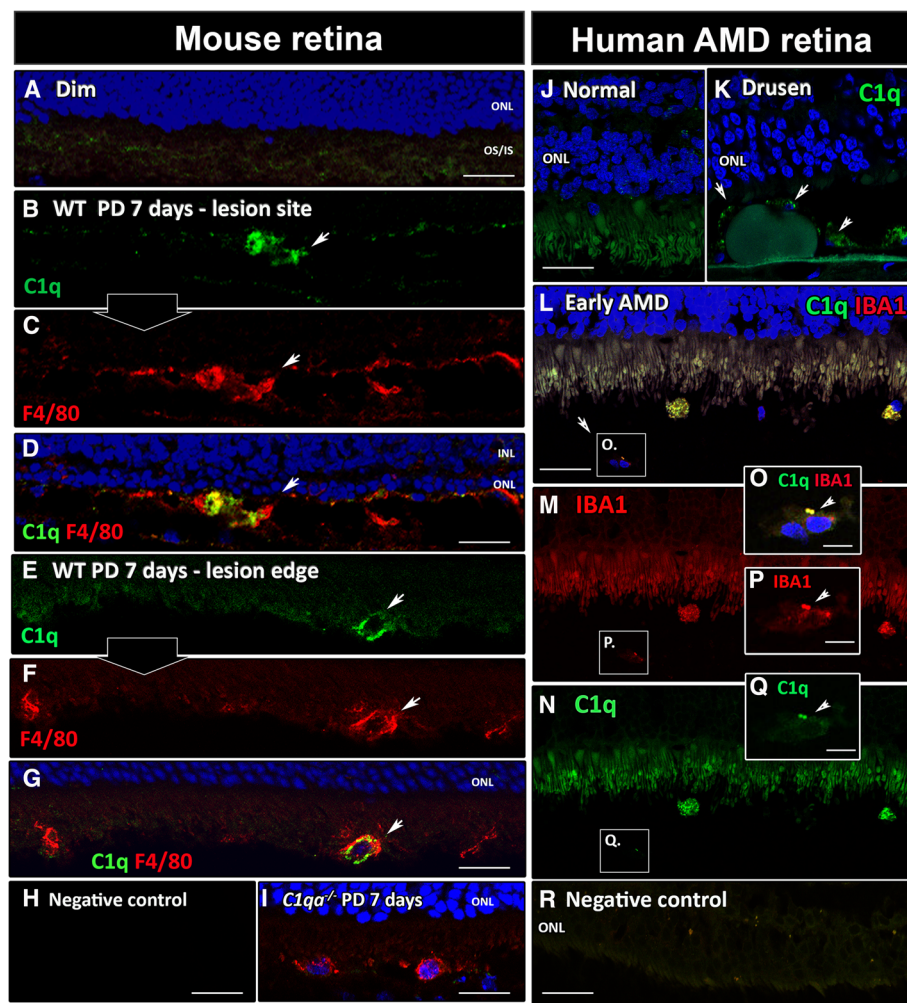 Mouse retina
A Dim
ONL
OS/IS
B WT PD 7 days - lesion site
C1q
C
F4/80
D
INL
ONL
C1q F4/80
E WT PD 7 days - lesion edge
C1q
F
F4/80
G
ONL
C1q F4/80
H Negative control
I C1qa-/- PD 7 days
ONL
Human AMD retina
J Normal
ONL
K Drusen
C1q
ONL
L Early AMD
C1q IBA1
O.
O
C1q IBA1
M IBA1
P.
P
IBA1
N C1q
Q.
Q
C1q
R Negative control
ONL